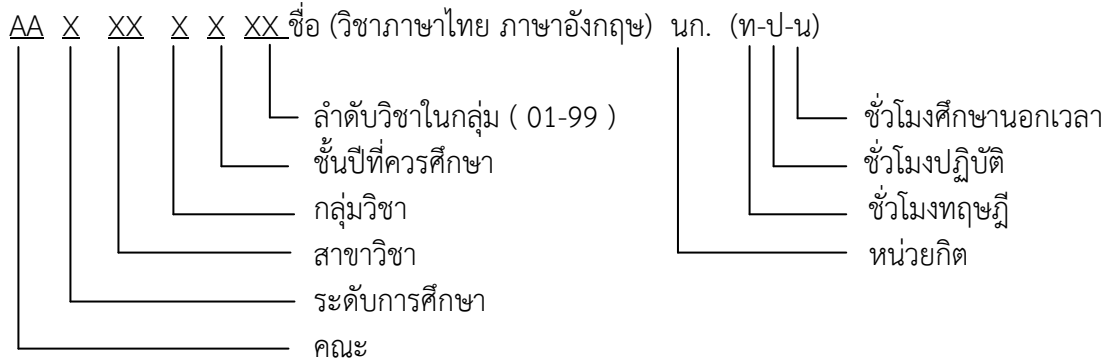 AA X XX X X XX ชื่อ (วิชาภาษาไทย ภาษาอังกฤษ) นก. (ท-ป-น)
ลำดับวิชาในกลุ่ม ( 01-99 ) ชั่วโมงศึกษานอกเวลา
ชั้นปีที่ควรศึกษา ชั่วโมงปฏิบัติ
กลุ่มวิชา ชั่วโมงทฤษฎี
สาขาวิชา หน่วยกิต
ระดับการศึกษา
คณะ